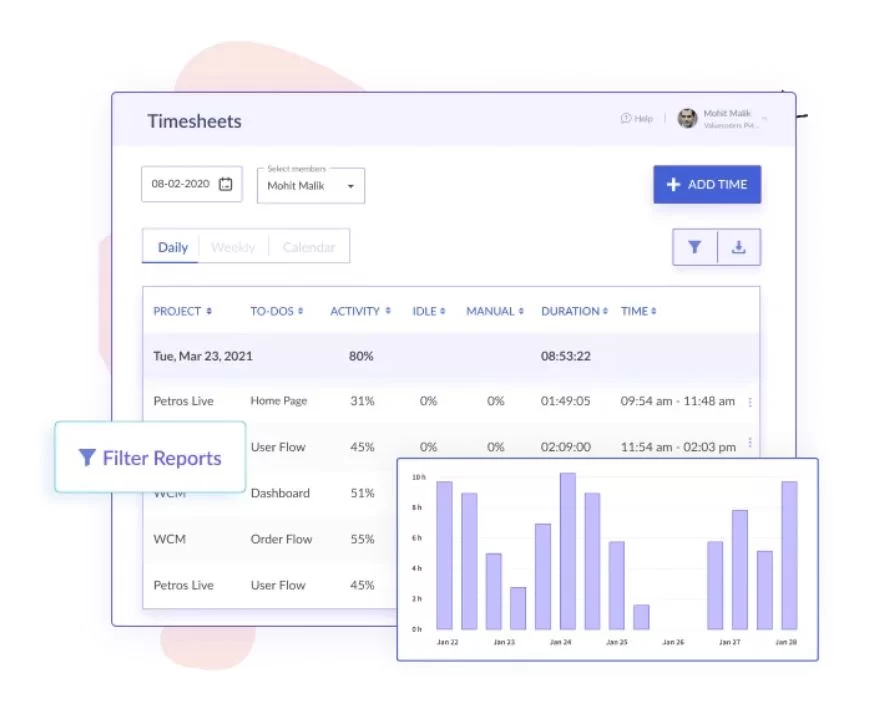 Timesheets
Help
Mohit Malik
Valuecoders Pvt...
08-02-2020
Select members
Mohit Malik
ADD TIME
Daily Weekly Calendar
PROJECT TO-DOS ACTIVITY IDLE MANUAL DURATION TIME
Tue, Mar 23, 2021 80% 08:53:22
Petros Live Home Page 31% 0% 0% 01:49:05 09:54 am - 11:48 am
User Flow 45% 0% 0% 02:09:00 11:54 am - 02:03 pm
Filter Reports
WCM Dashboard 51%
WCM Order Flow 55%
Petros Live User Flow 45%
10 h
8 h
6 h
4 h
2 h
0 h
Jan 22 Jan 23 Jan 24 Jan 25 Jan 26 Jan 27 Jan 28